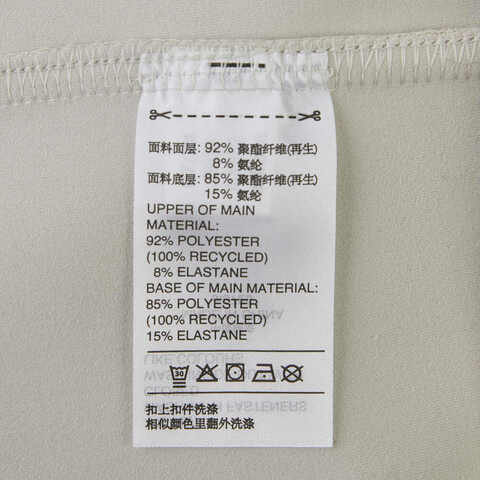 面料面层: 92% 聚酯纤维(再生)
8% 氨纶
面料底层: 85% 聚酯纤维(再生)
15% 氨纶
UPPER OF MAIN
MATERIAL:
92% POLYESTER
(100% RECYCLED)
8% ELASTANE
BASE OF MAIN MATERIAL:
85% POLYESTER
(100% RECYCLED)
15% ELASTANE
30
扣上扣件洗涤
相似颜色里翻外洗涤